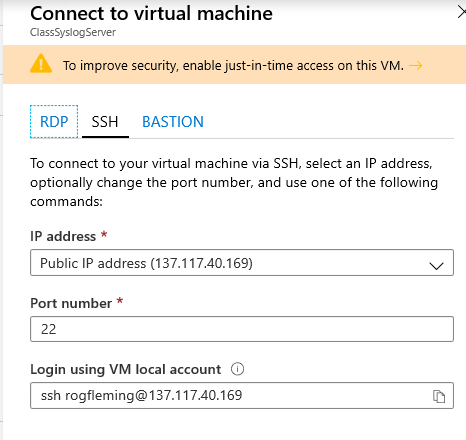 Connect to virtual machine
ClassSyslogServer
To improve security, enable just-in-time access on this VM. →
RDP SSH BASTION
To connect to your virtual machine via SSH, select an IP address,
optionally change the port number, and use one of the following
commands:
IP address *
Public IP address (137.117.40.169)
Port number *
22
Login using VM local account
ssh rogfleming@137.117.40.169